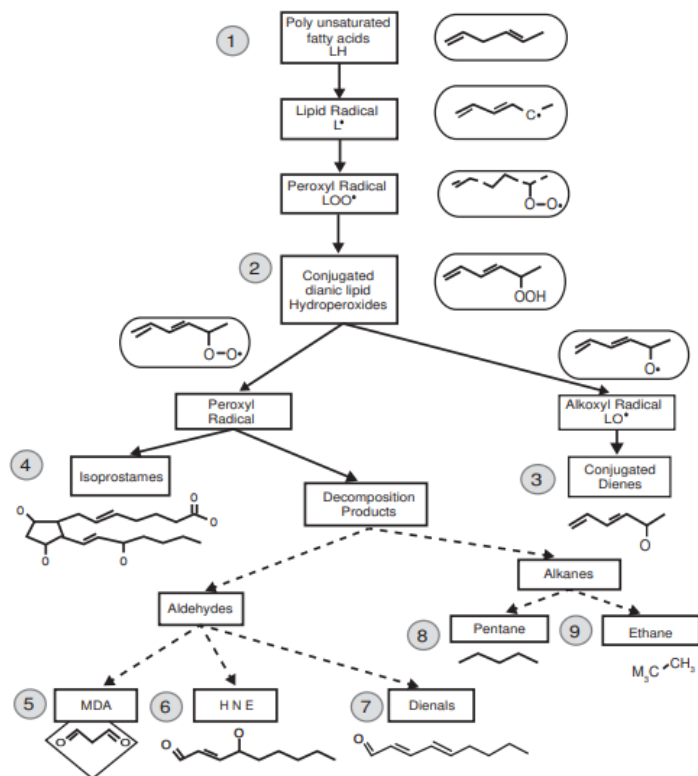 1
Poly unsaturated
fatty acids
LH
Lipid Radical
L•
C•
Peroxyl Radical
LOO•
O-O•
2
Conjugated
dianic lipid
Hydroperoxides
OOH
O-O•
O•
Peroxyl
Radical
Alkoxyl Radical
LO•
4
Isoprostames
Decomposition
Products
3
Conjugated
Dienes
O
O
O
O
O
O
Alkanes
Aldehydes
8
Pentane
9
Ethane
M3C CH3
5
MDA
6
H N E
7
Dienals
O
O
O
O
O